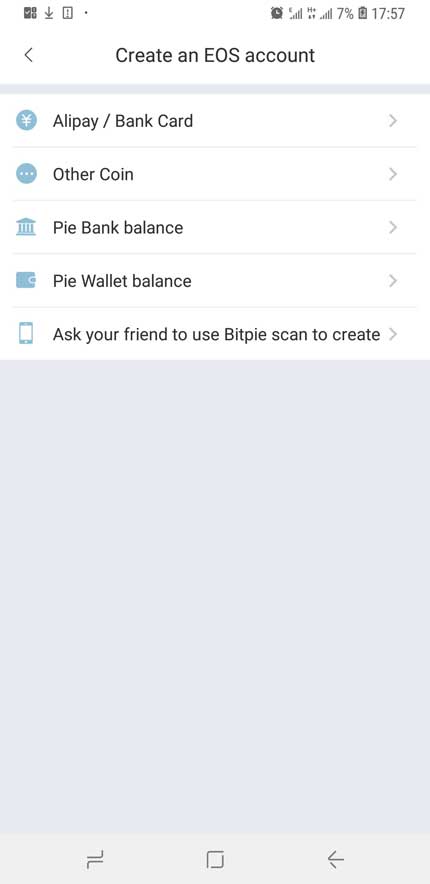 7% 17:57
Create an EOS account
Alipay / Bank Card
Other Coin
Pie Bank balance
Pie Wallet balance
Ask your friend to use Bitpie scan to create